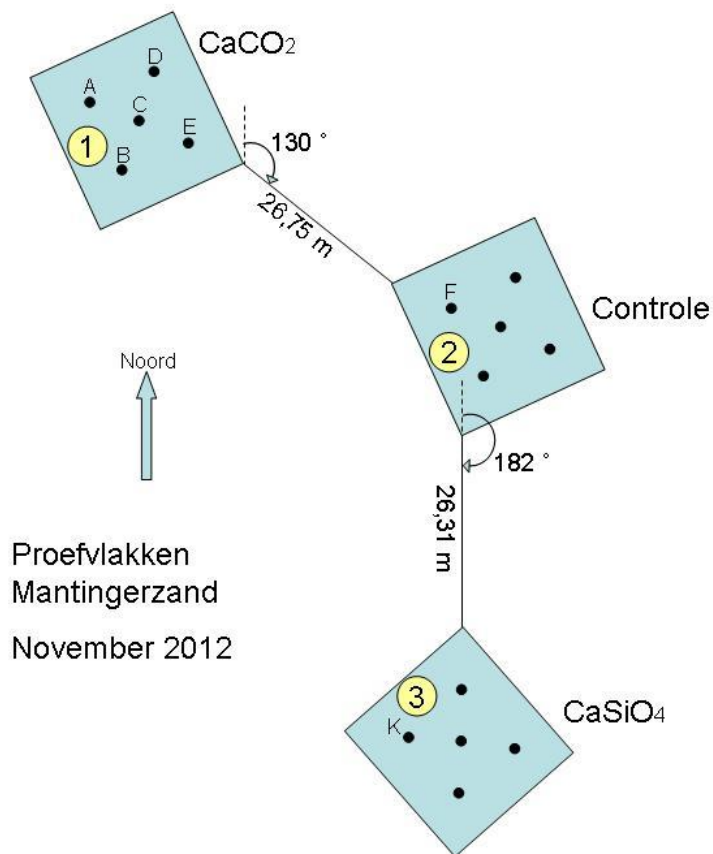 CaCO₂
D
A
C
E
1
B
130 °
26,75 m
F
Controle
2
Noord
182 °
26,31 m
Proefvlakken
Mantingerzand
November 2012
3
K
CaSiO₄